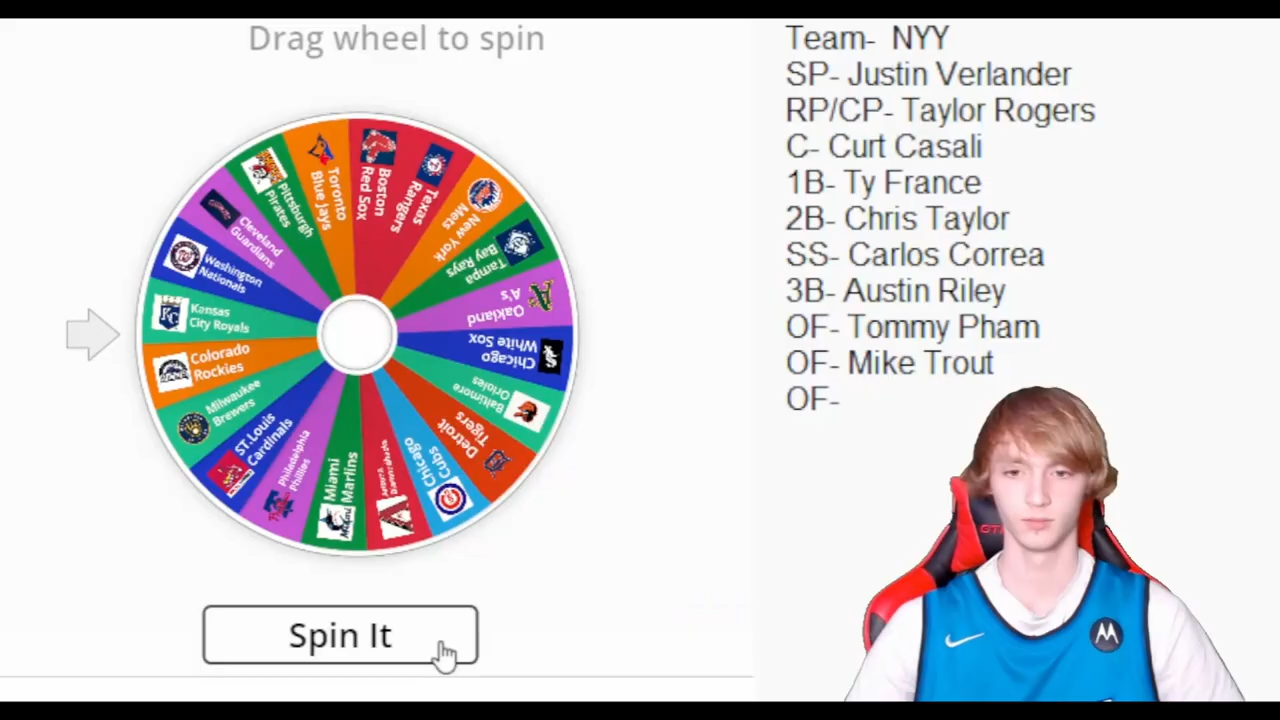 Drag wheel to spin
Team- NYY
SP- Justin Verlander
RP/CP- Taylor Rogers
C- Curt Casali
1B- Ty France
2B- Chris Taylor
SS- Carlos Correa
3B- Austin Riley
OF- Tommy Pham
OF- Mike Trout
OF-
Boston
Red Sox
Texas
Rangers
New York
Mets
Tampa
Bay Rays
Oakland
A's
Chicago
White Sox
Baltimore
Orioles
Detroit
Tigers
Chicago
Cubs
Miami
Marlins
Philadelphia
Phillies
ST.Louis
Cardinals
Milwaukee
Brewers
Colorado
Rockies
Kansas
City Royals
KC
Washington
Nationals
Cleveland
Guardians
Pittsburgh
Pirates
Toronto
Blue Jays
Spin It